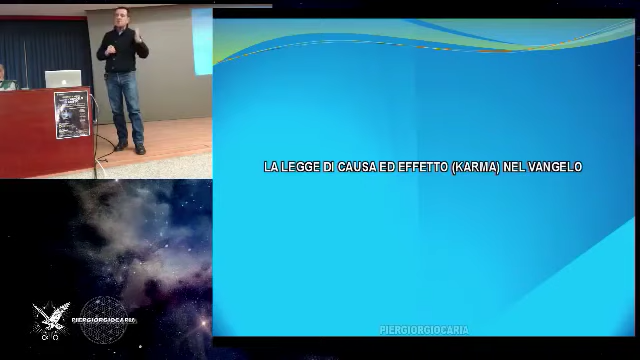 LA LEGGE DI CAUSA ED EFFETTO (KARMA) NEL VANGELO
PIERGIORGIOCARIA
PIERGIORGIOCARIA